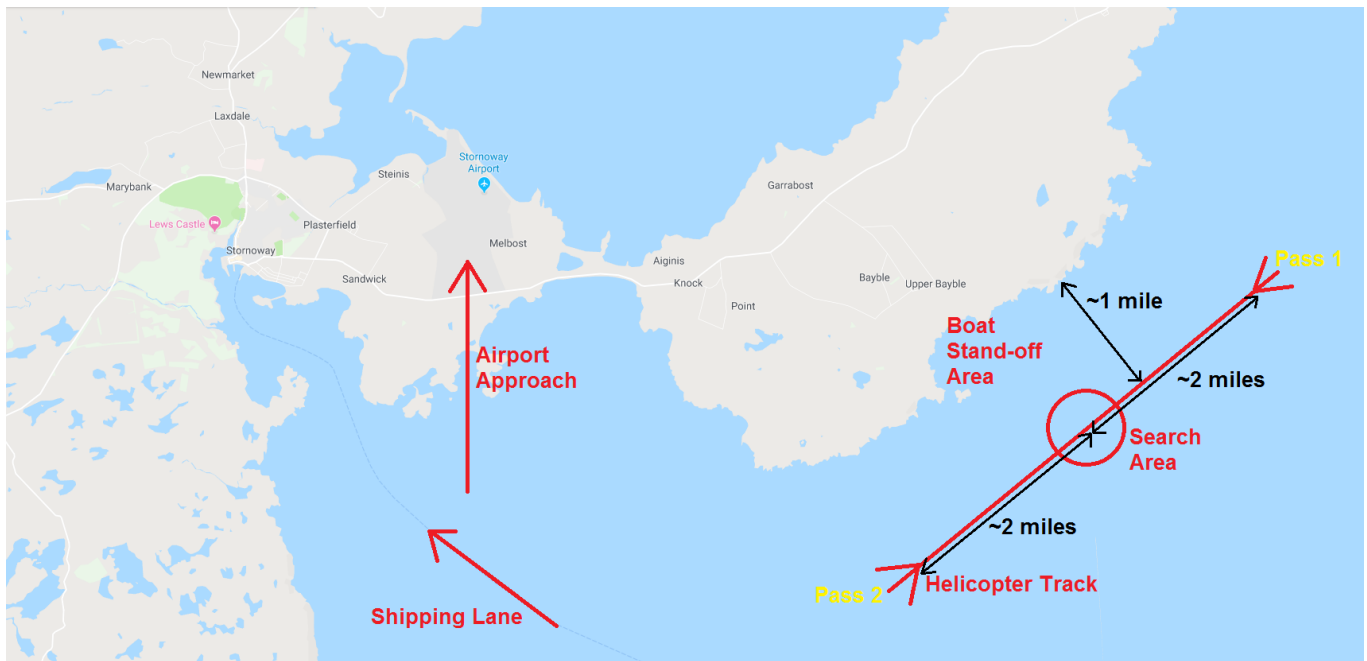 Newmarket
Laxdale
Marybank
Steinis
Stornoway
Airport
Lews Castle
Plasterfield
Stornoway
Melbost
Sandwick
Garrabost
Aiginis
Knock
Point
Bayble
Upper Bayble
Pass 1
~1 mile
Boat
Stand-off
Area
Airport
Approach
~2 miles
Search
Area
~2 miles
Helicopter Track
Pass 2
Shipping Lane